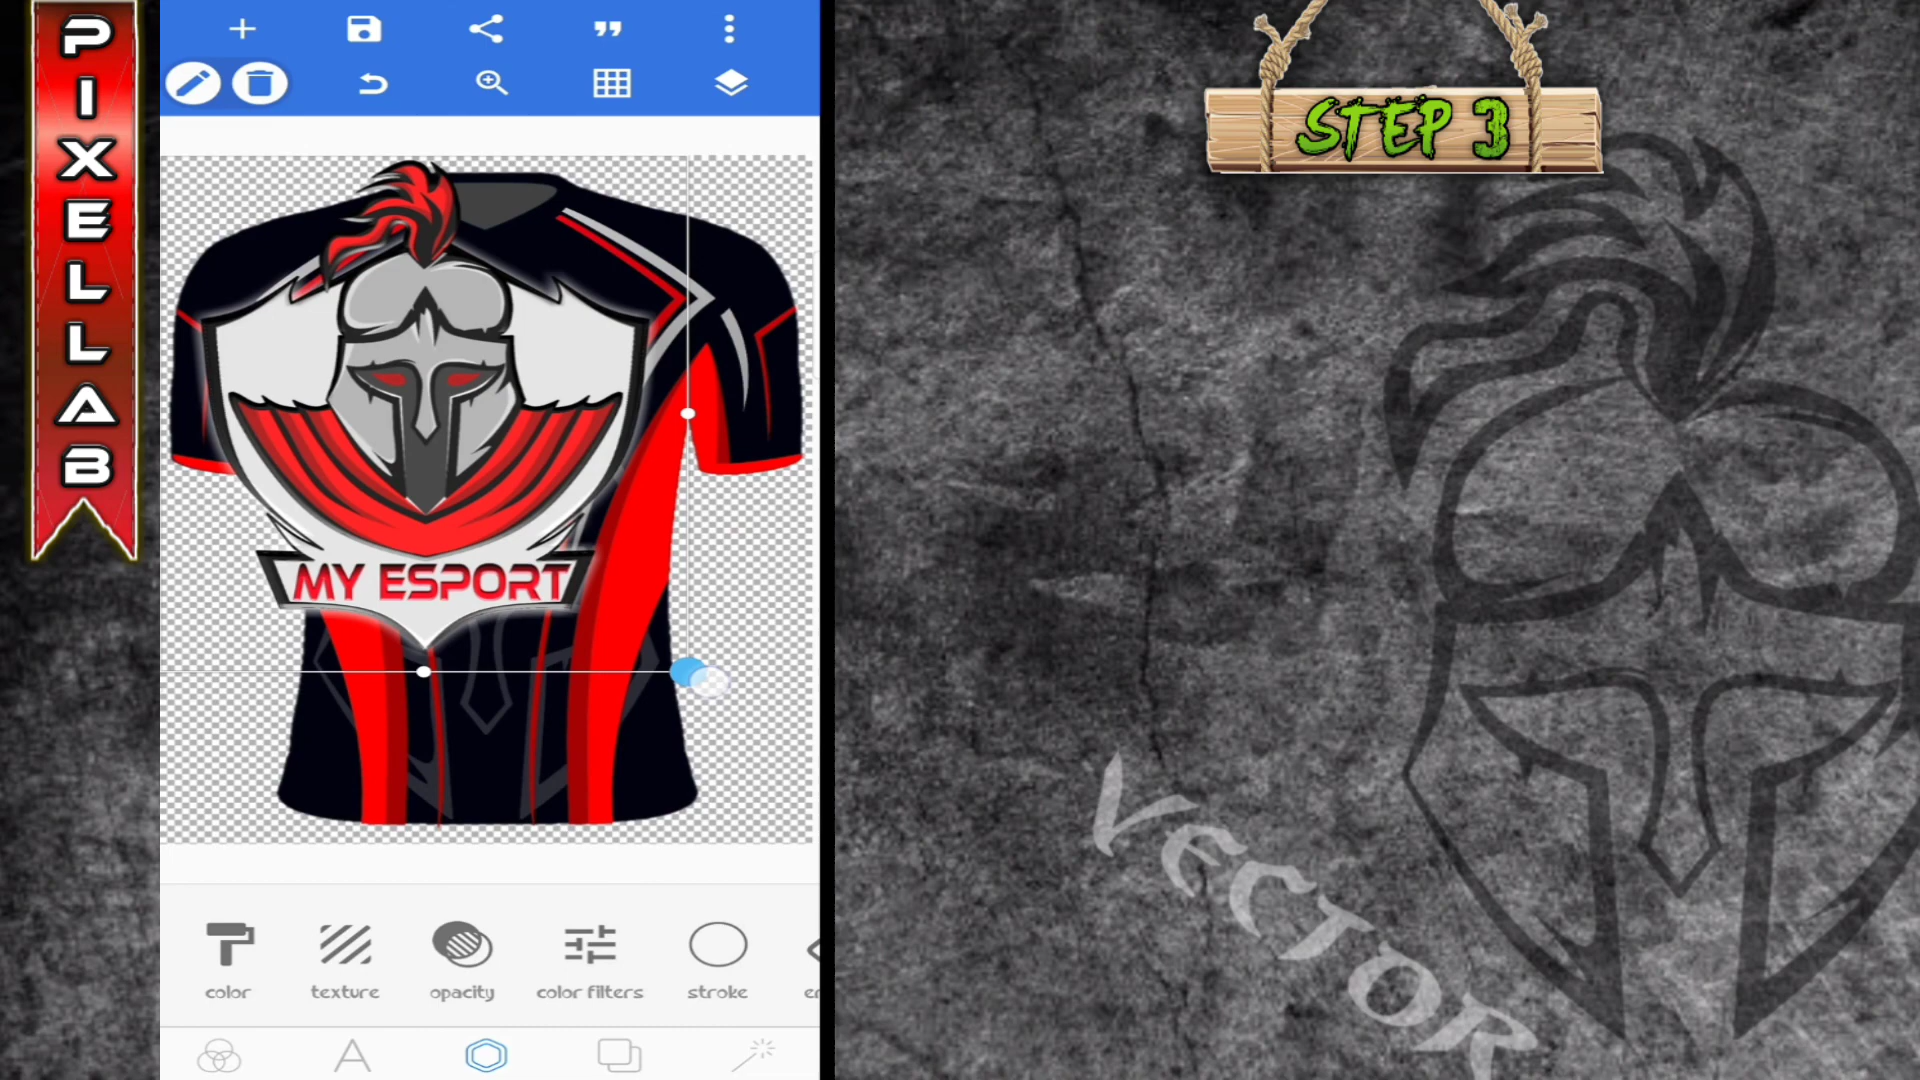 PIXELLAB
STEP 3
MY ESPORT
VECTOR
color
texture
opacity
color filters
stroke